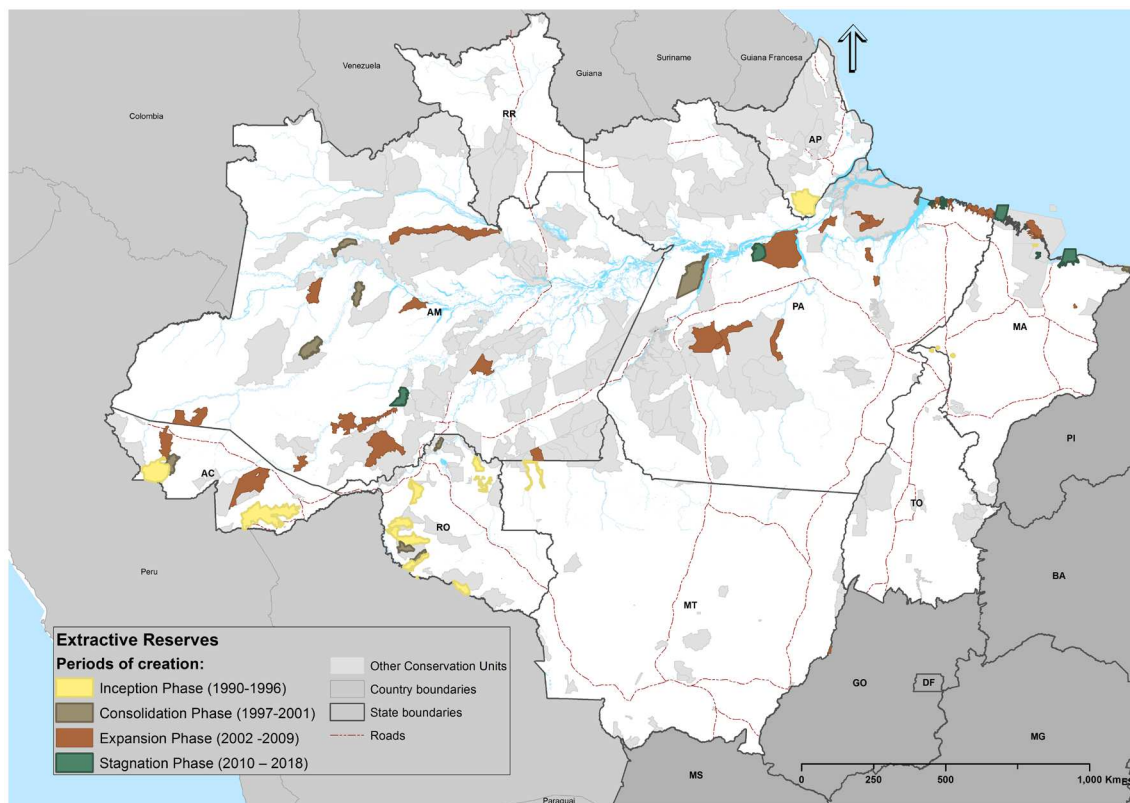 Venezuela
Guiana
Suriname
Guiana Francesa
Colombia
RR
AP
AM
PA
MA
PI
AC
TO
RO
Peru
BA
MT
GO
DF
MG
MS
Paraguai
ES
Extractive Reserves
Periods of creation:
Inception Phase (1990-1996)
Consolidation Phase (1997-2001)
Expansion Phase (2002 -2009)
Stagnation Phase (2010 – 2018)
Other Conservation Units
Country boundaries
State boundaries
Roads
0 250 500 1,000 Km